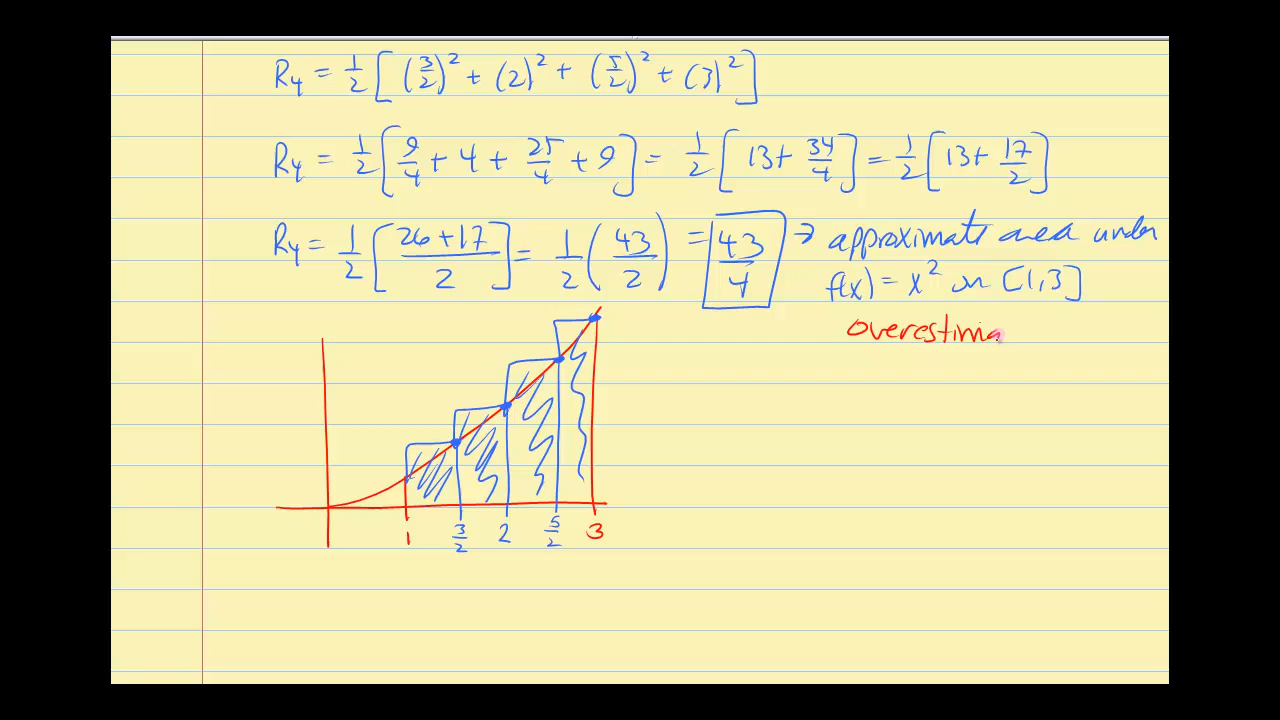 R₄ = 1/2 [ (3/2)² + (2)² + (5/2)² + (3)² ]
R₄ = 1/2 [ 9/4 + 4 + 25/4 + 9 ] = 1/2 [ 13 + 34/4 ] = 1/2 [ 13 + 17/2 ]
R₄ = 1/2 [ (26+17)/2 ] = 1/2 ( 43/2 ) = 43/4 → approximate area under
f(x) = x² on [1,3]
overestima
1 3/2 2 5/2 3